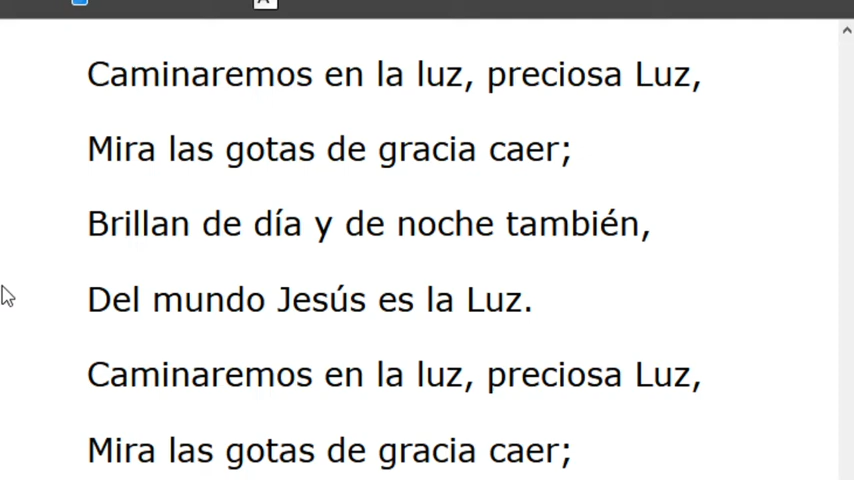 Caminaremos en la luz, preciosa Luz,
Mira las gotas de gracia caer;
Brillan de día y de noche también,
Del mundo Jesús es la Luz.
Caminaremos en la luz, preciosa Luz,
Mira las gotas de gracia caer;